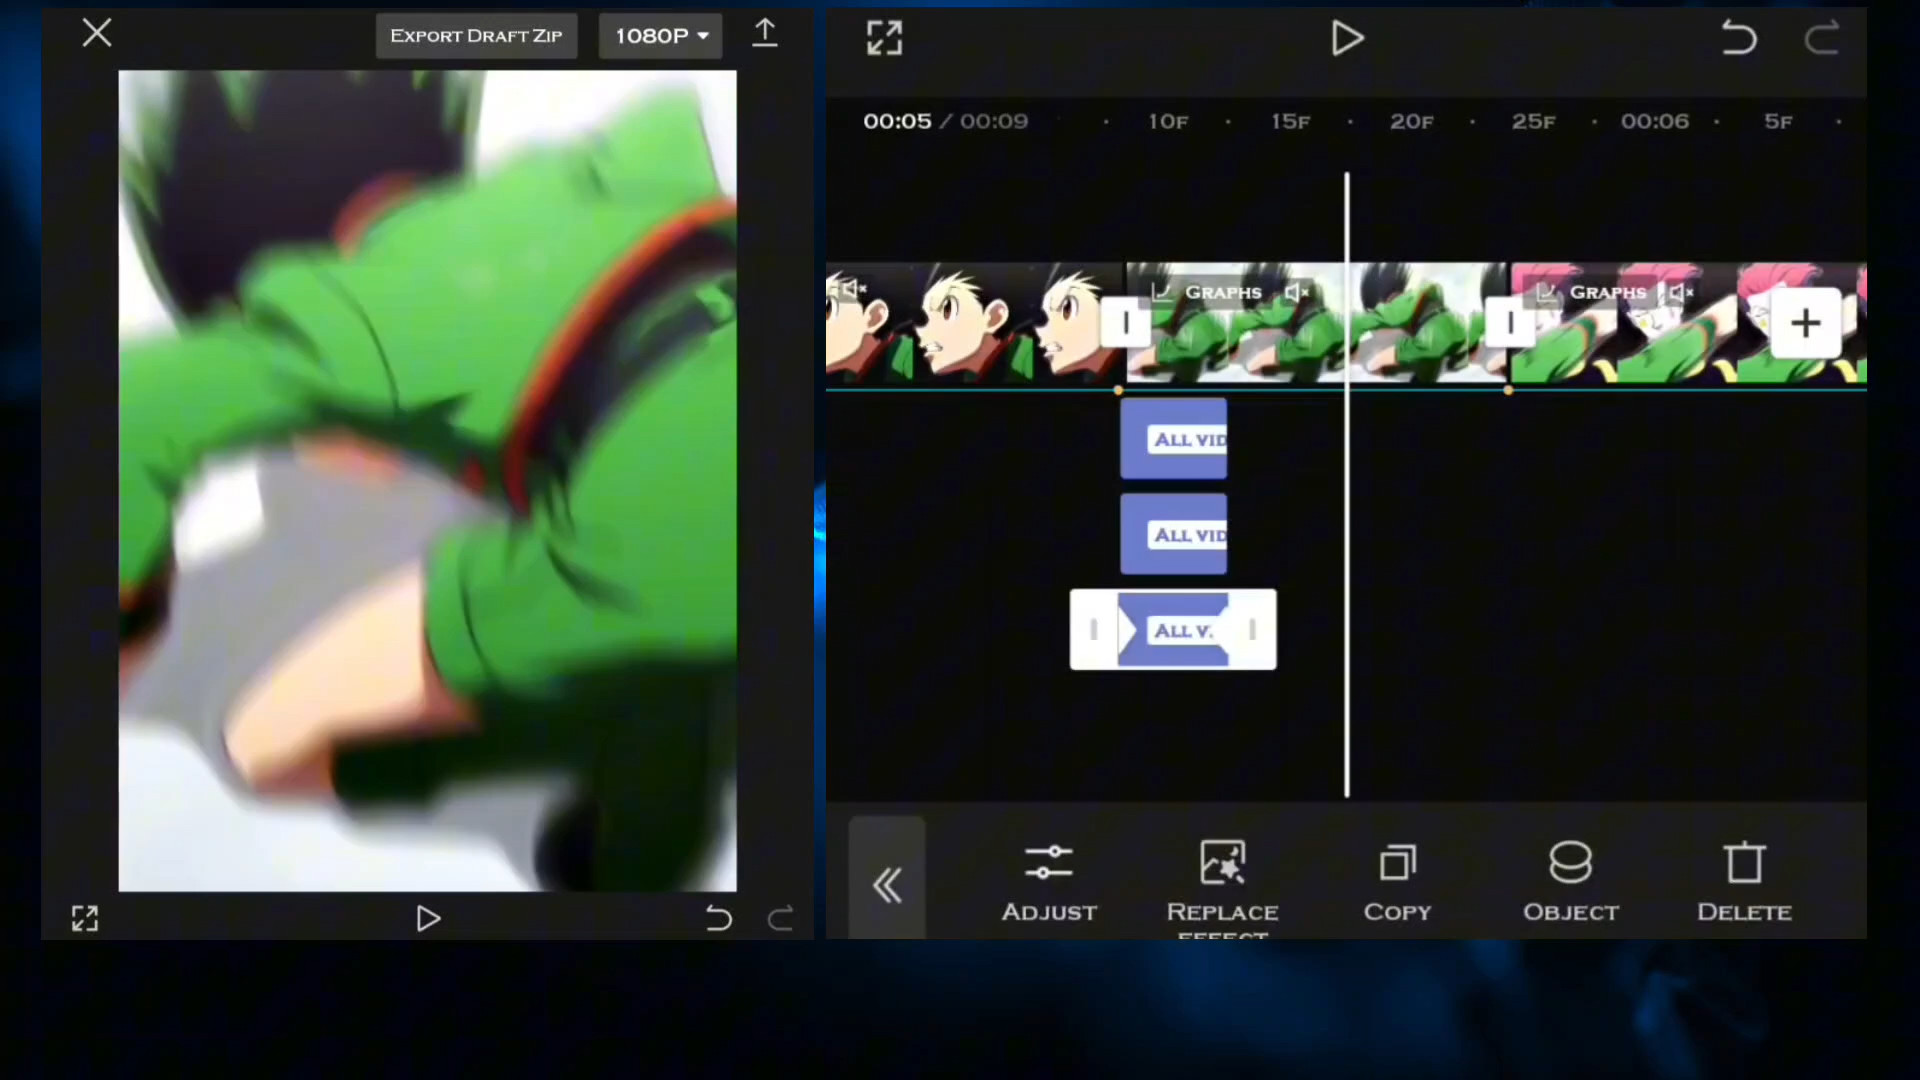 EXPORT DRAFT ZIP
1080P
00:05 / 00:09
10F
15F
20F
25F
00:06
5F
GRAPHS
GRAPHS
ALL VID
ALL VID
ALL V.
ADJUST
REPLACE
EFFECT
COPY
OBJECT
DELETE